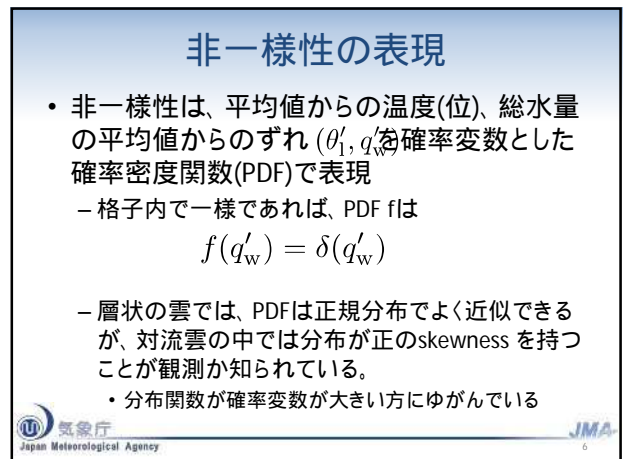 非一様性の表現
• 非一様性は、平均値からの温度(位)、総水量
の平均値からのずれ (θ′l, q′w)を確率変数とした
確率密度関数(PDF)で表現
– 格子内で一様であれば、PDF fは
f(q′w) = δ(q′w)
– 層状の雲では、PDFは正規分布でよく近似できる
が、対流雲の中では分布が正のskewness を持つ
ことが観測か知られている。
• 分布関数が確率変数が大きい方にゆがんでいる
気象庁
Japan Meteorological Agency
JMA
6